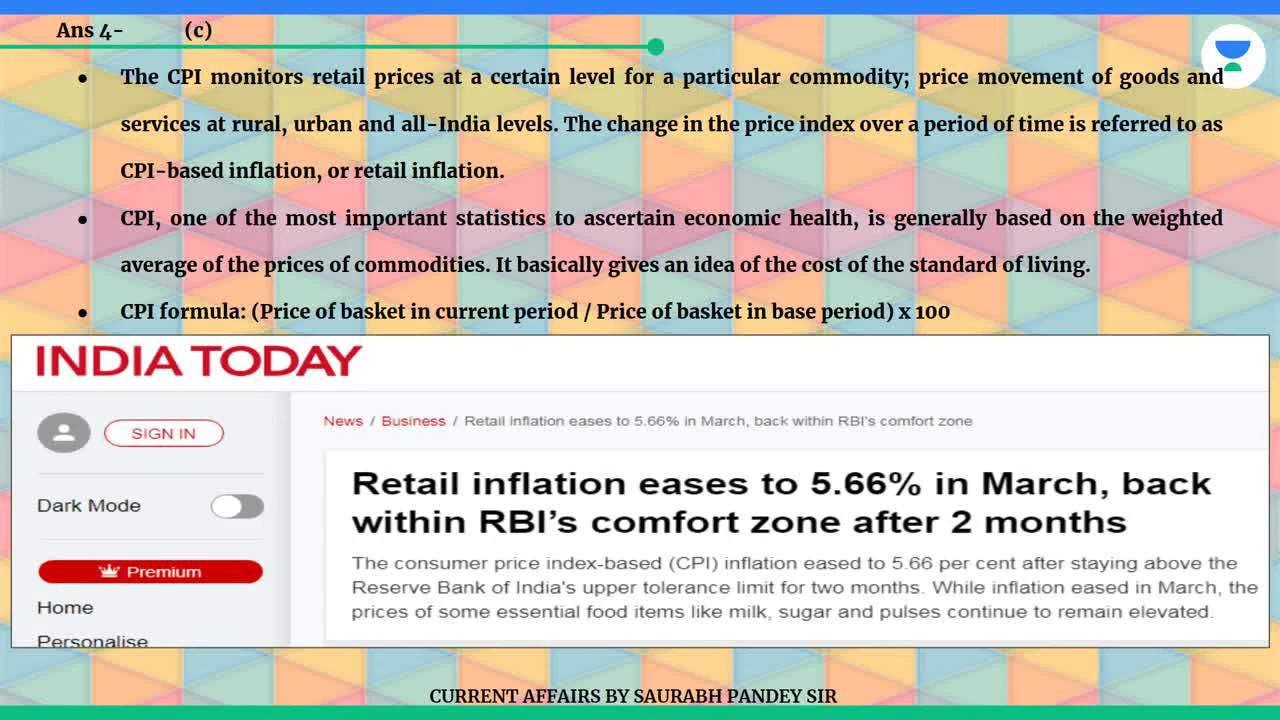 Ans 4- (c)
● The CPI monitors retail prices at a certain level for a particular commodity; price movement of goods and
services at rural, urban and all-India levels. The change in the price index over a period of time is referred to as
CPI-based inflation, or retail inflation.
● CPI, one of the most important statistics to ascertain economic health, is generally based on the weighted
average of the prices of commodities. It basically gives an idea of the cost of the standard of living.
● CPI formula: (Price of basket in current period / Price of basket in base period) x 100
INDIA TODAY
SIGN IN
News / Business / Retail inflation eases to 5.66% in March, back within RBI's comfort zone
Dark Mode
Premium
Home
Personalise
Retail inflation eases to 5.66% in March, back
within RBI's comfort zone after 2 months
The consumer price index-based (CPI) inflation eased to 5.66 per cent after staying above the
Reserve Bank of India's upper tolerance limit for two months. While inflation eased in March, the
prices of some essential food items like milk, sugar and pulses continue to remain elevated.
CURRENT AFFAIRS BY SAURABH PANDEY SIR